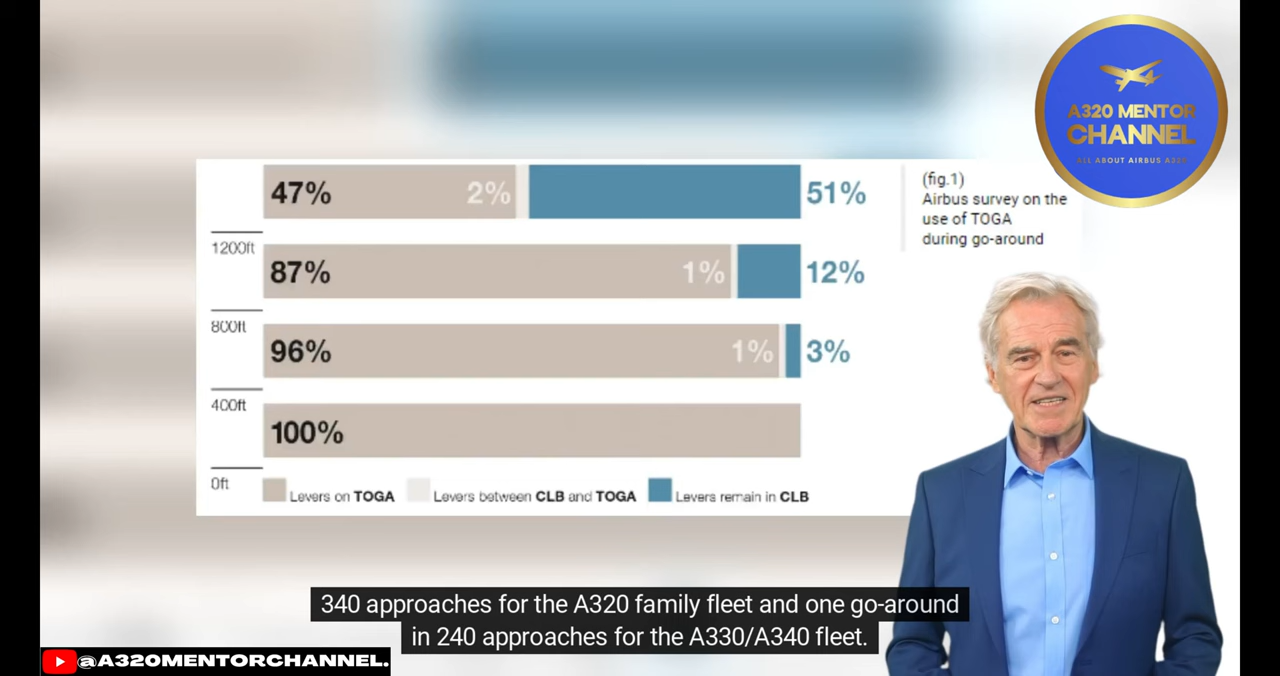 A320 MENTOR
CHANNEL
ALL ABOUT AIRBUS A320
47% 2% 51%
(fig.1)
Airbus survey on the
use of TOGA
during go-around
1200ft
87% 1% 12%
800ft
96% 1% 3%
400ft
100%
0ft
Levers on TOGA Levers between CLB and TOGA Levers remain in CLB
340 approaches for the A320 family fleet and one go-around
in 240 approaches for the A330/A340 fleet.
@A320MENTORCHANNEL.